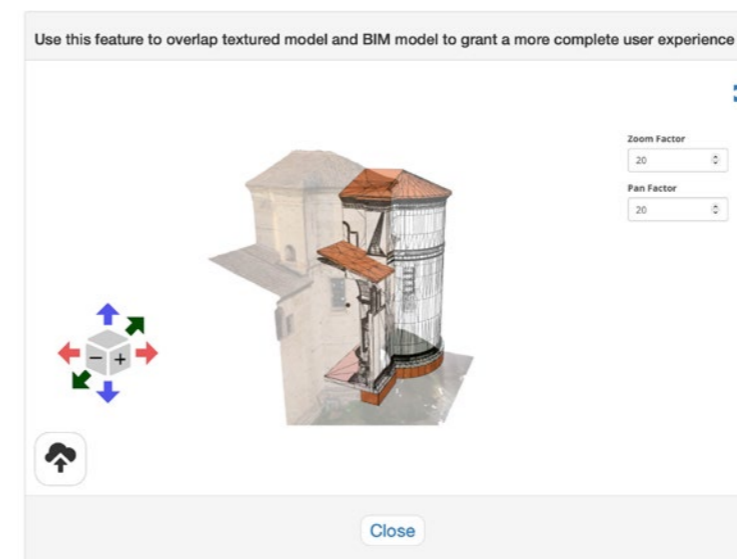 Use this feature to overlap textured model and BIM model to grant a more complete user experience
Zoom Factor
20
Pan Factor
20
- +
Close